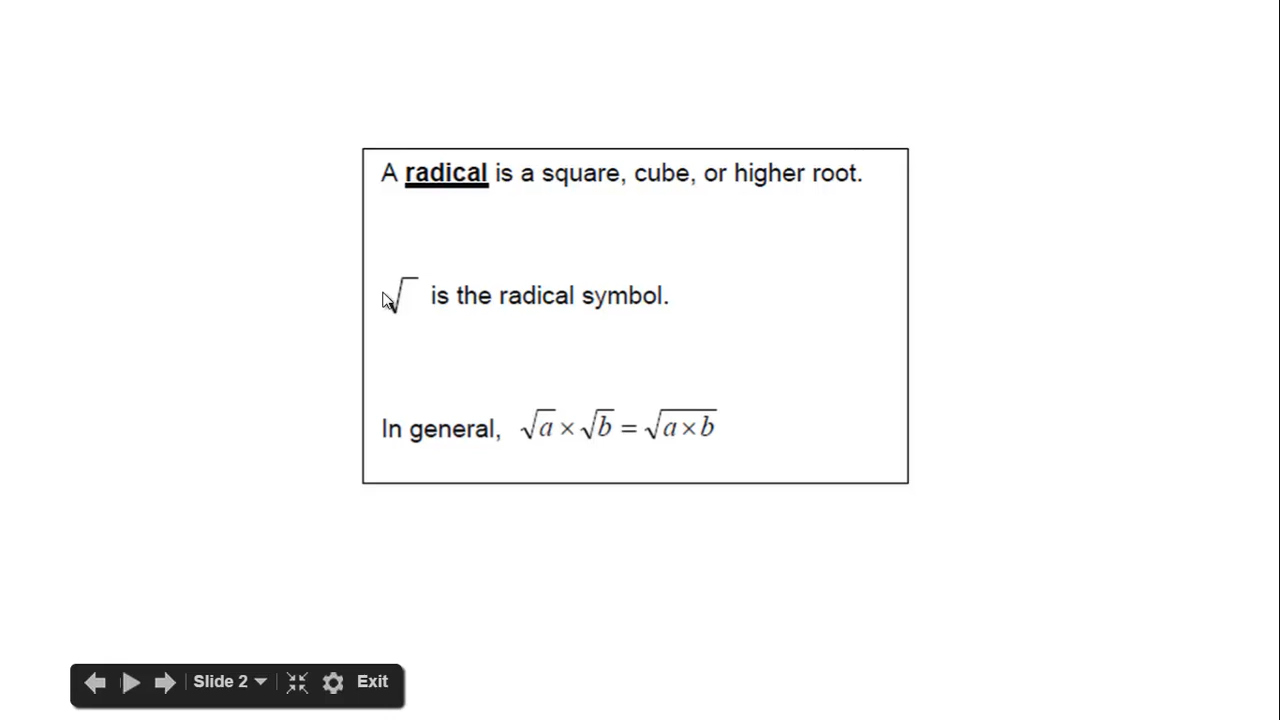 A radical is a square, cube, or higher root.
√ is the radical symbol.
In general, √a × √b = √(a × b)
Slide 2
Exit